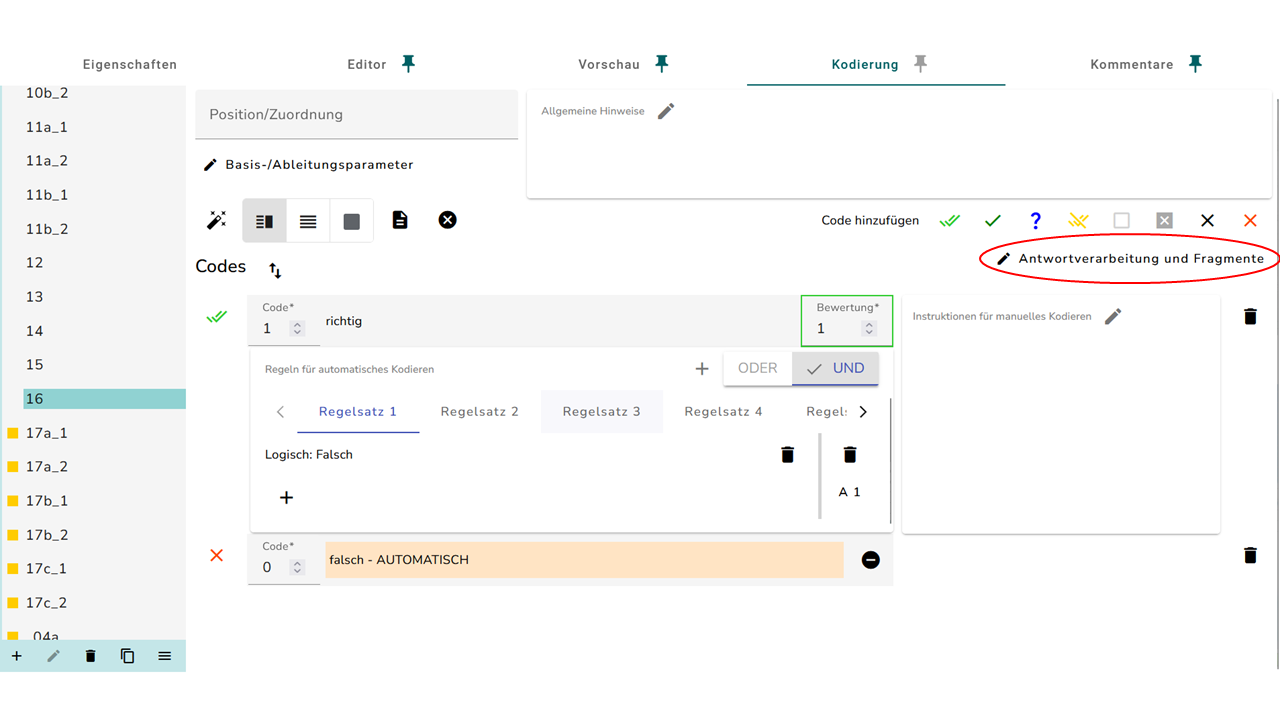 Eigenschaften
Editor
Vorschau
Kodierung
Kommentare
10b_2
11a_1
11a_2
11b_1
11b_2
12
13
14
15
16
17a_1
17a_2
17b_1
17b_2
17c_1
17c_2
04a
Position/Zuordnung
Allgemeine Hinweise
Basis-/Ableitungsparameter
Code hinzufügen
?
Codes
Antwortverarbeitung und Fragmente
Code*
1
richtig
Bewertung*
1
Instruktionen für manuelles Kodieren
Regeln für automatisches Kodieren
ODER
UND
Regelsatz 1
Regelsatz 2
Regelsatz 3
Regelsatz 4
Regels
Logisch: Falsch
A 1
Code*
0
falsch - AUTOMATISCH